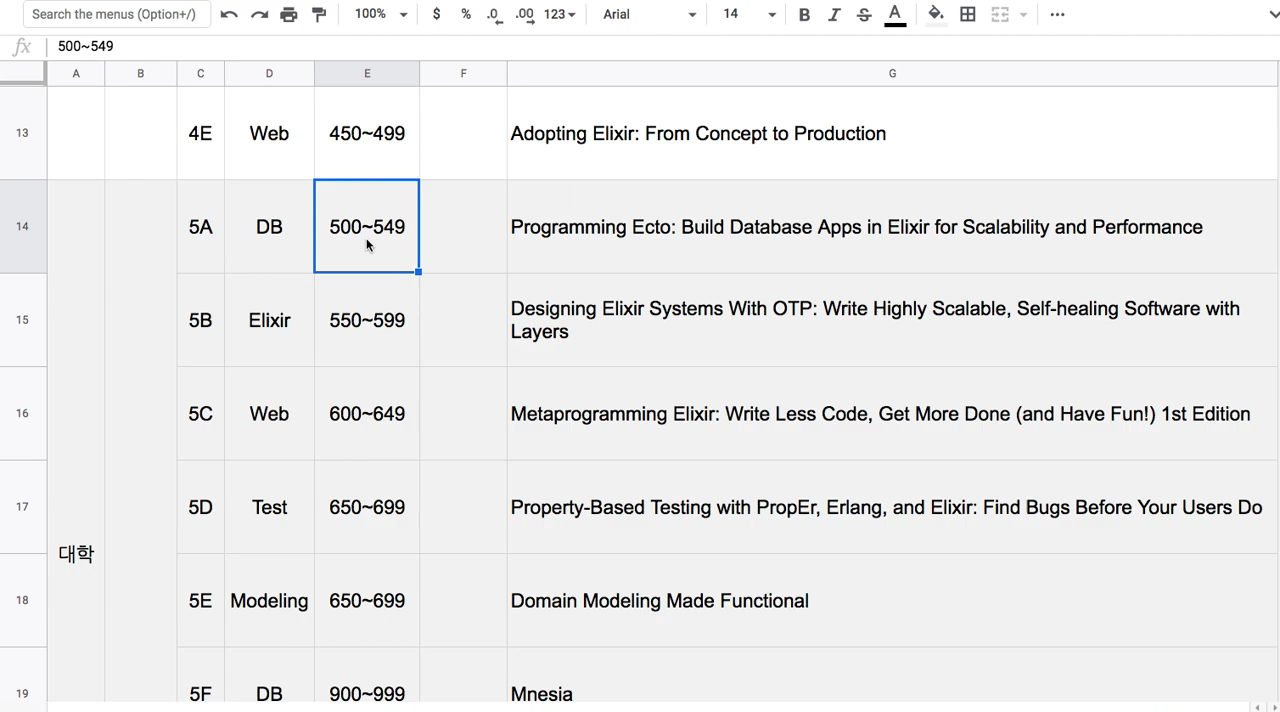 Search the menus (Option+/) 100% $ % .0 .00 123 Arial 14 B I S A
fx 500~549
A B C D E F G
13 4E Web 450~499 Adopting Elixir: From Concept to Production
14 5A DB 500~549 Programming Ecto: Build Database Apps in Elixir for Scalability and Performance
15 5B Elixir 550~599 Designing Elixir Systems With OTP: Write Highly Scalable, Self-healing Software with
Layers
16 5C Web 600~649 Metaprogramming Elixir: Write Less Code, Get More Done (and Have Fun!) 1st Edition
17 5D Test 650~699 Property-Based Testing with PropEr, Erlang, and Elixir: Find Bugs Before Your Users Do
대학
18 5E Modeling 650~699 Domain Modeling Made Functional
19 5F DB 900~999 Mnesia